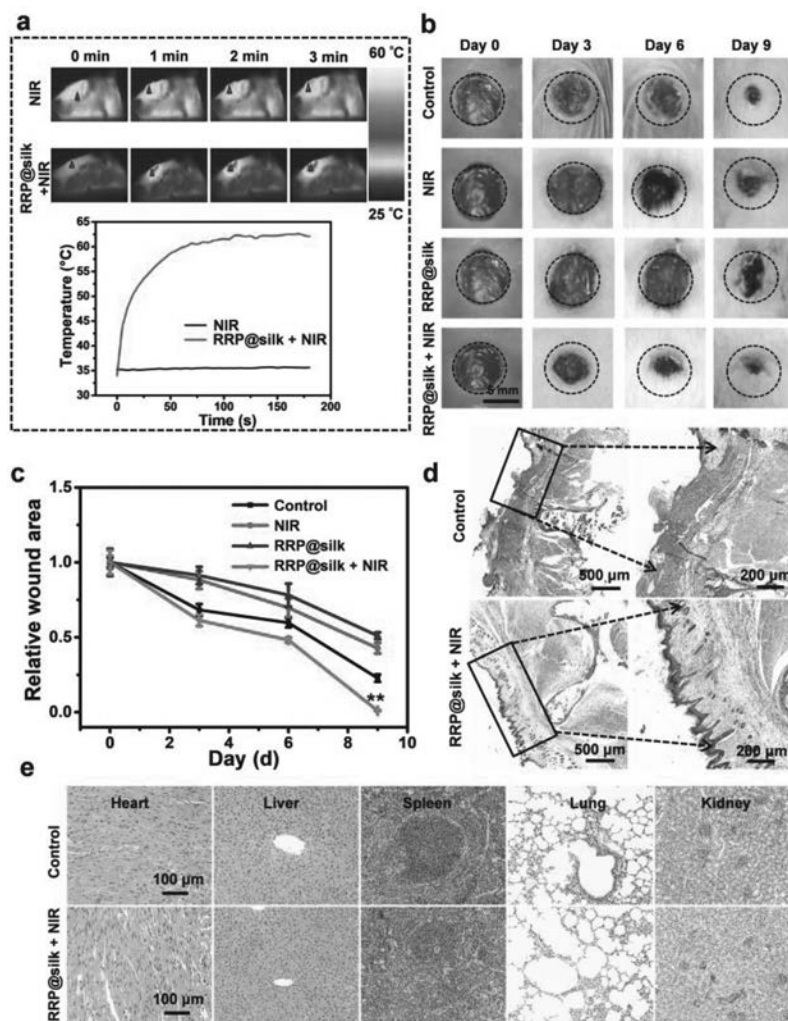 a
0 min 1 min 2 min 3 min
60 °C
NIR
RRP@silk
+NIR
25 °C
65
60
55
50
45
40
35
30
Temperature (°C)
NIR
RRP@silk + NIR
0 50 100 150 200
Time (s)
b
Day 0 Day 3 Day 6 Day 9
Control
NIR
RRP@silk
RRP@silk + NIR
5 mm
c
1.5
1.0
0.5
0.0
Relative wound area
Control
NIR
RRP@silk
RRP@silk + NIR
**
0 2 4 6 8 10
Day (d)
d
Control
500 µm 200 µm
RRP@silk + NIR
500 µm 200 µm
e
Heart Liver Spleen Lung Kidney
Control
100 µm
RRP@silk + NIR
100 µm